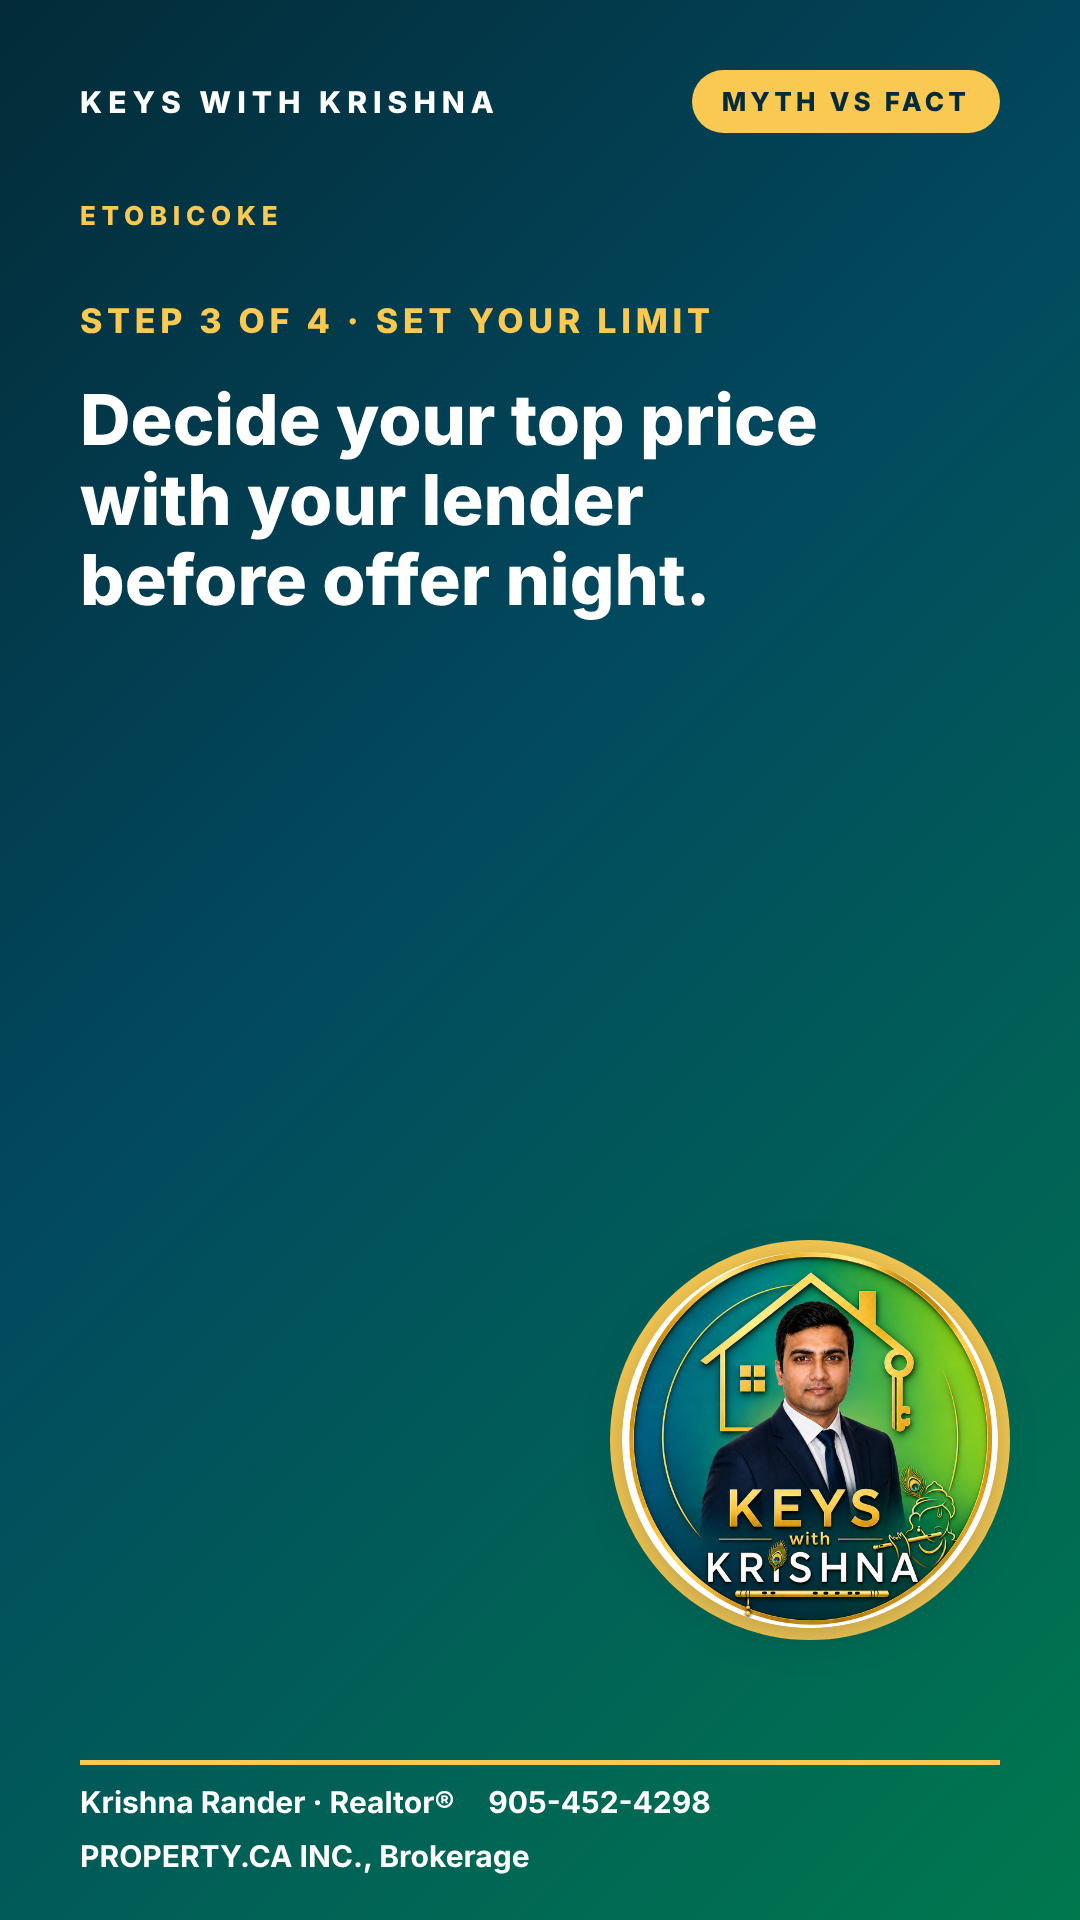 KEYS WITH KRISHNA
MYTH VS FACT
ETOBICOKE
STEP 3 OF 4 · SET YOUR LIMIT
Decide your top price
with your lender
before offer night.
KEYS
with
KRISHNA
Krishna Rander · Realtor® 905-452-4298
PROPERTY.CA INC., Brokerage